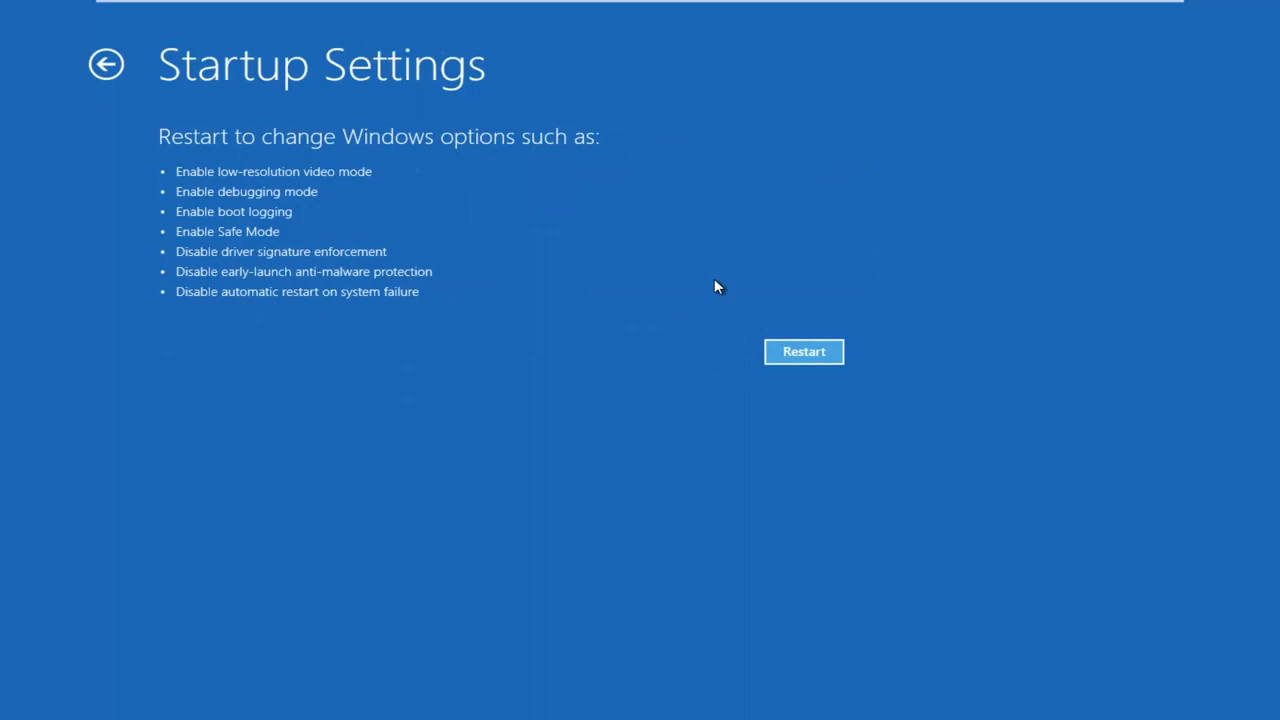 Startup Settings
Restart to change Windows options such as:
• Enable low-resolution video mode
• Enable debugging mode
• Enable boot logging
• Enable Safe Mode
• Disable driver signature enforcement
• Disable early-launch anti-malware protection
• Disable automatic restart on system failure
Restart